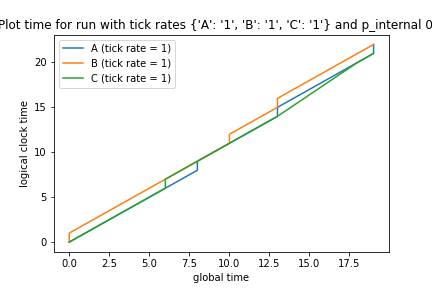 Plot time for run with tick rates {'A': '1', 'B': '1', 'C': '1'} and p_internal 0
A (tick rate = 1)
B (tick rate = 1)
C (tick rate = 1)
20
15
10
5
0
logical clock time
0.0 2.5 5.0 7.5 10.0 12.5 15.0 17.5
global time